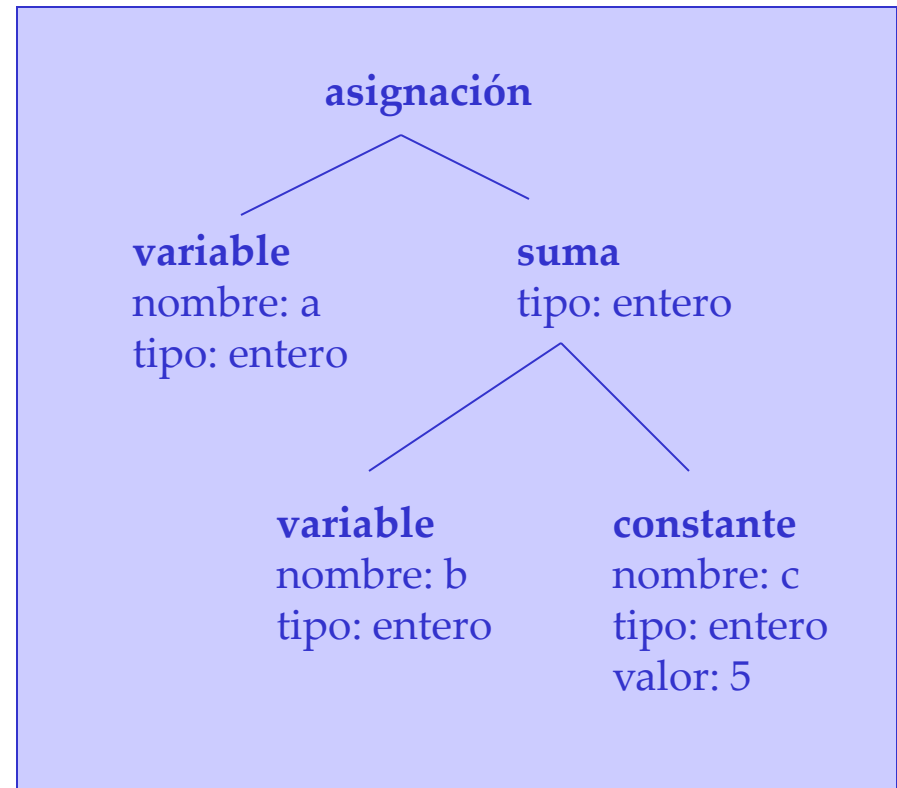 asignación
variable
nombre: a
tipo: entero
suma
tipo: entero
variable
nombre: b
tipo: entero
constante
nombre: c
tipo: entero
valor: 5